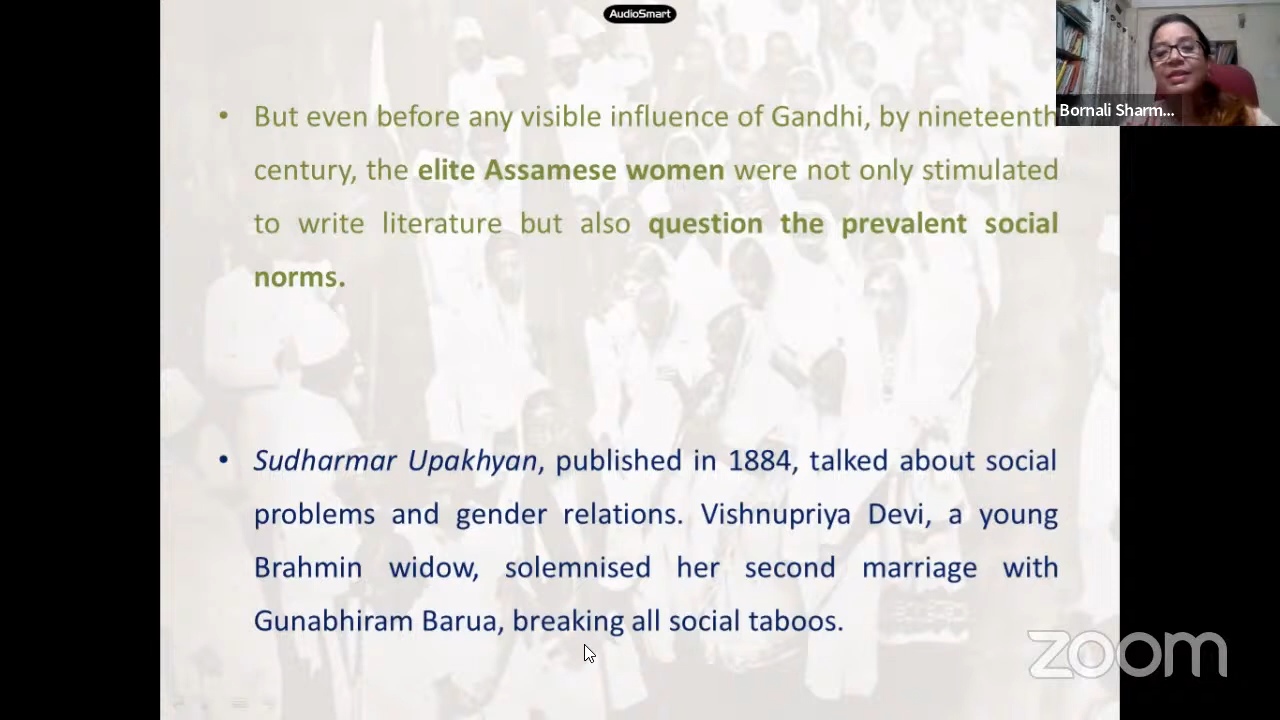 AudioSmart
• But even before any visible influence of Gandhi, by nineteenth
century, the elite Assamese women were not only stimulated
to write literature but also question the prevalent social
norms.
• Sudharmar Upakhyan, published in 1884, talked about social
problems and gender relations. Vishnupriya Devi, a young
Brahmin widow, solemnised her second marriage with
Gunabhiram Barua, breaking all social taboos.
Bornali Sharm...
zoom